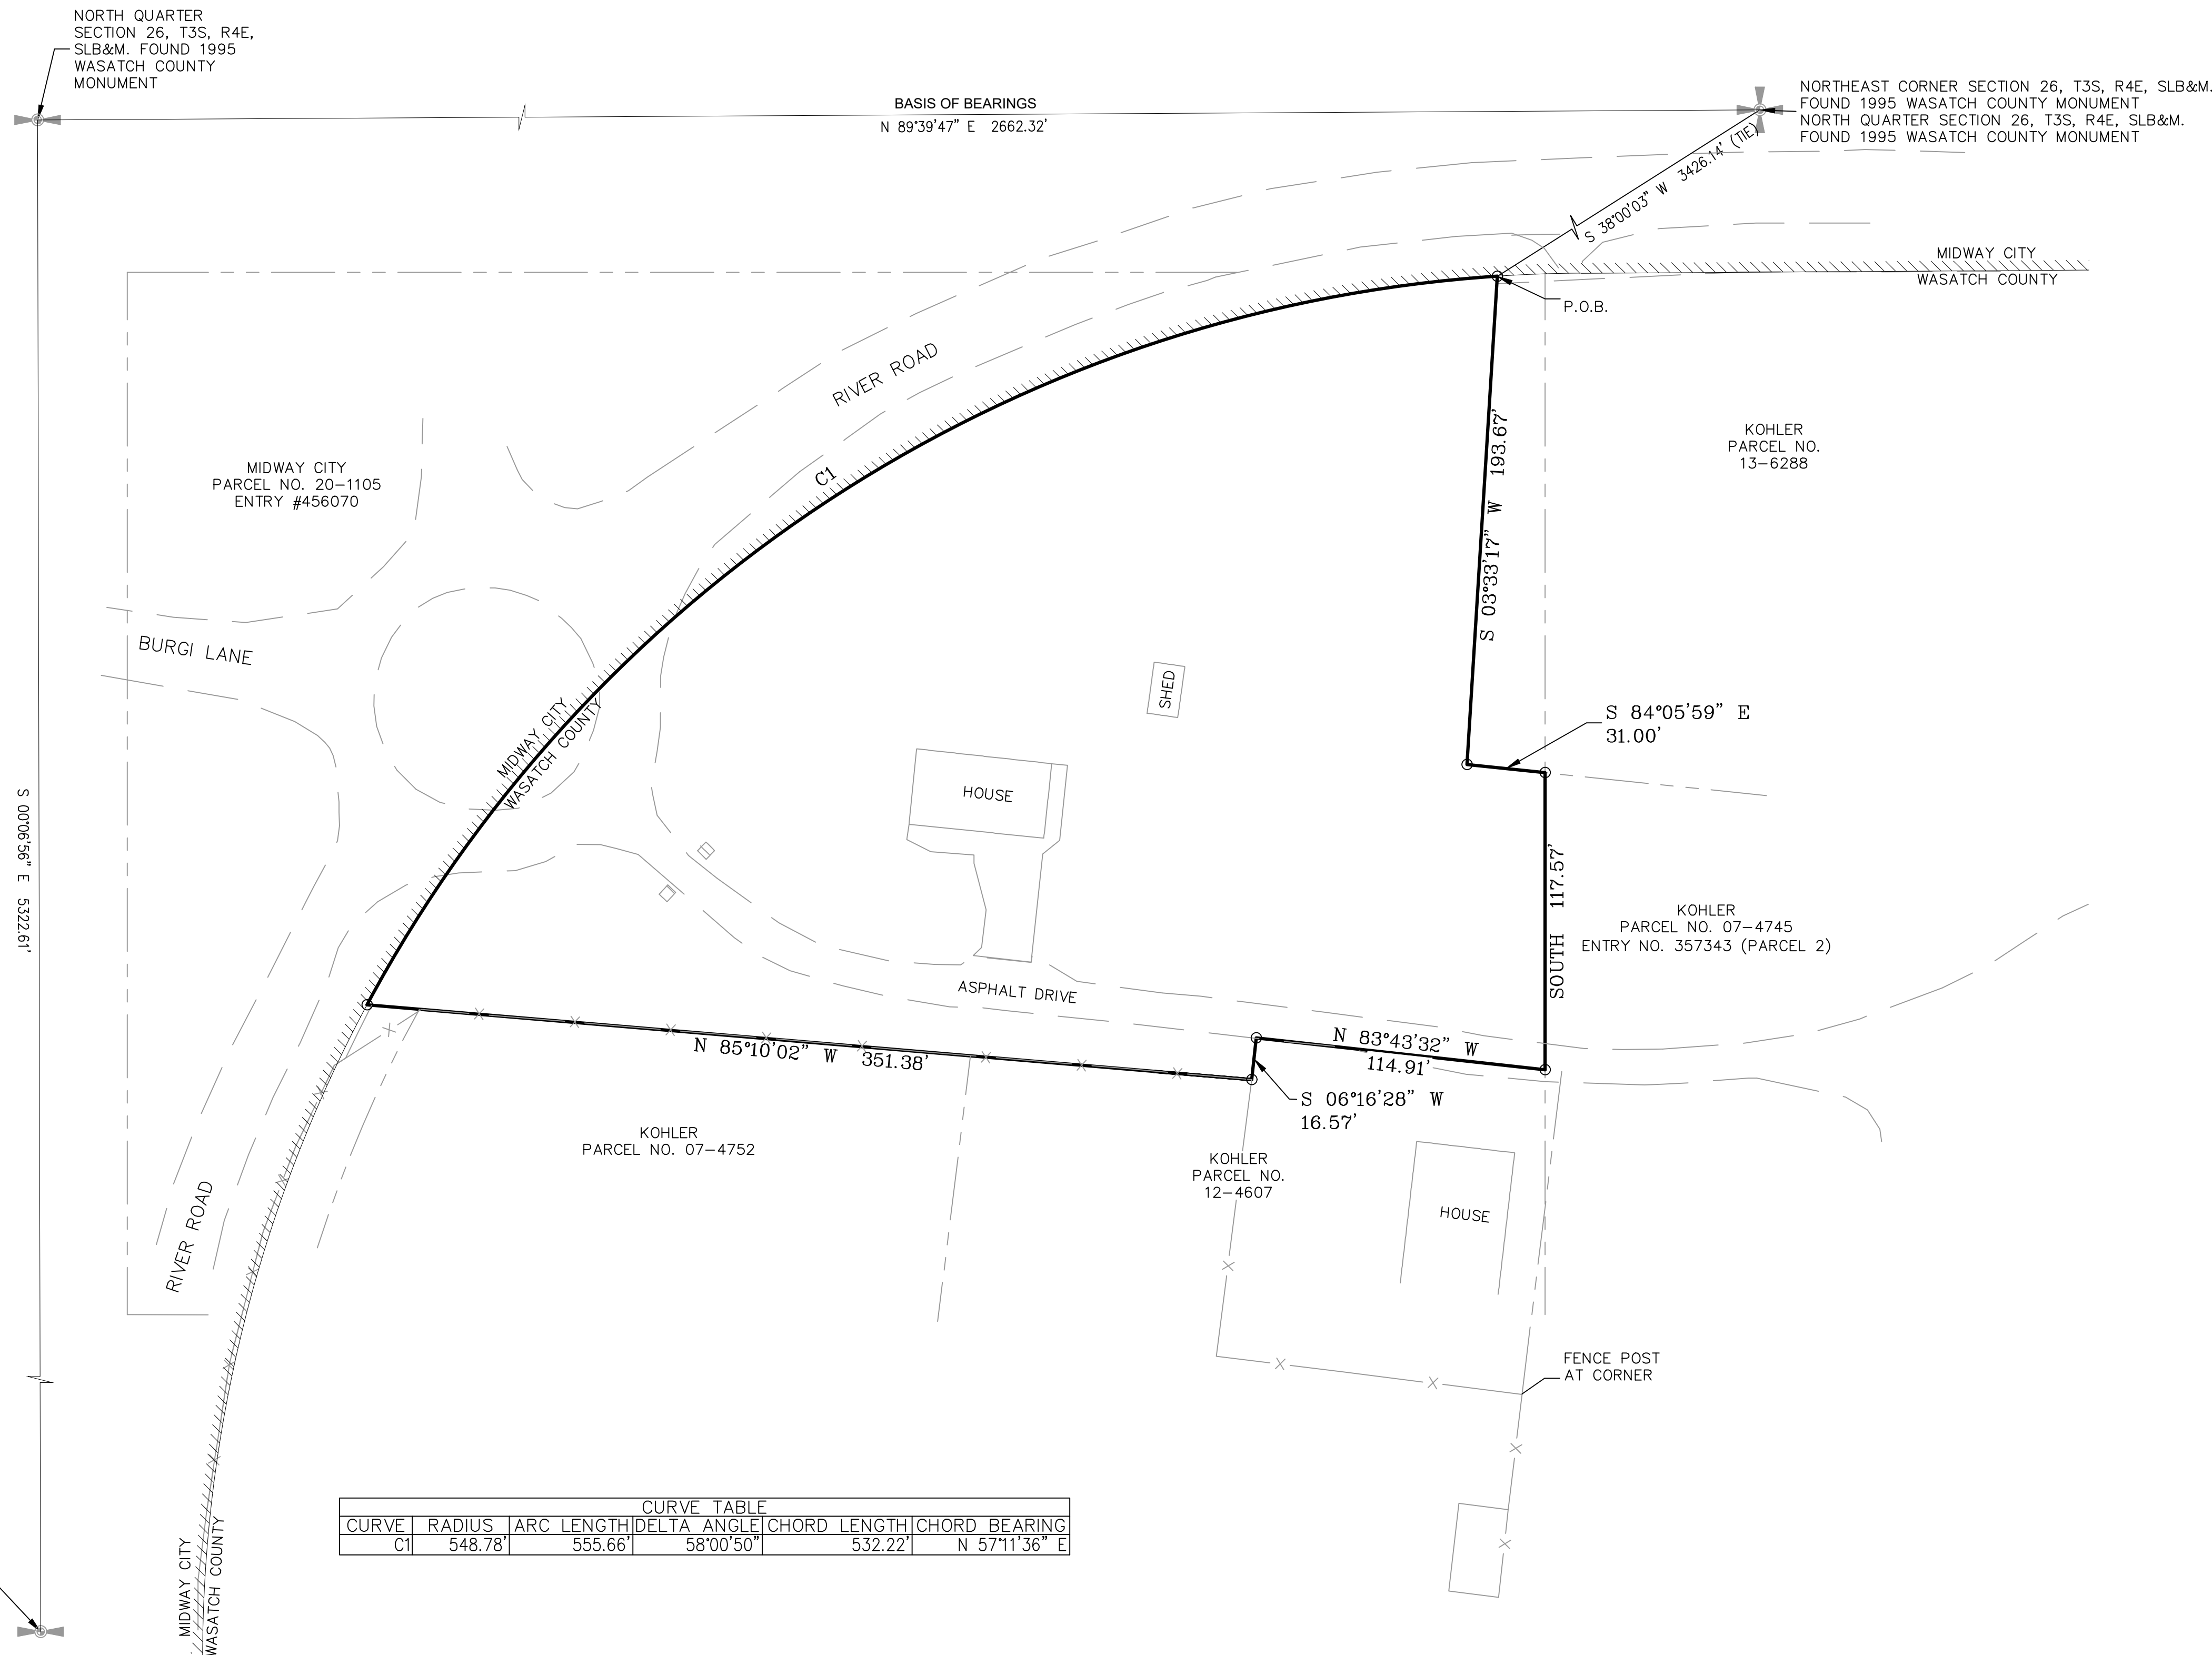 NORTH QUARTER
SECTION 26, T3S, R4E,
SLB&M. FOUND 1995
WASATCH COUNTY
MONUMENT
BASIS OF BEARINGS
N 89°39'47" E 2662.32'
NORTHEAST CORNER SECTION 26, T3S, R4E, SLB&M.
FOUND 1995 WASATCH COUNTY MONUMENT
NORTH QUARTER SECTION 26, T3S, R4E, SLB&M.
FOUND 1995 WASATCH COUNTY MONUMENT
S 38°00'03" W 3426.14' (TIE)
MIDWAY CITY
WASATCH COUNTY
P.O.B.
RIVER ROAD
C1
MIDWAY CITY
PARCEL NO. 20-1105
ENTRY #456070
KOHLER
PARCEL NO.
13-6288
S 03°33'17" W 193.67'
BURGI LANE
SHED
MIDWAY CITY
WASATCH COUNTY
S 84°05'59" E
31.00'
HOUSE
S 00°06'56" E 5322.61'
SOUTH 117.57'
KOHLER
PARCEL NO. 07-4745
ENTRY NO. 357343 (PARCEL 2)
ASPHALT DRIVE
N 85°10'02" W 351.38'
N 83°43'32" W
114.91'
S 06°16'28" W
16.57'
KOHLER
PARCEL NO. 07-4752
KOHLER
PARCEL NO.
12-4607
HOUSE
RIVER ROAD
FENCE POST
AT CORNER
CURVE TABLE
CURVE RADIUS ARC LENGTH DELTA ANGLE CHORD LENGTH CHORD BEARING
C1 548.78' 555.66' 58°00'50" 532.22' N 57°11'36" E
MIDWAY CITY
WASATCH COUNTY